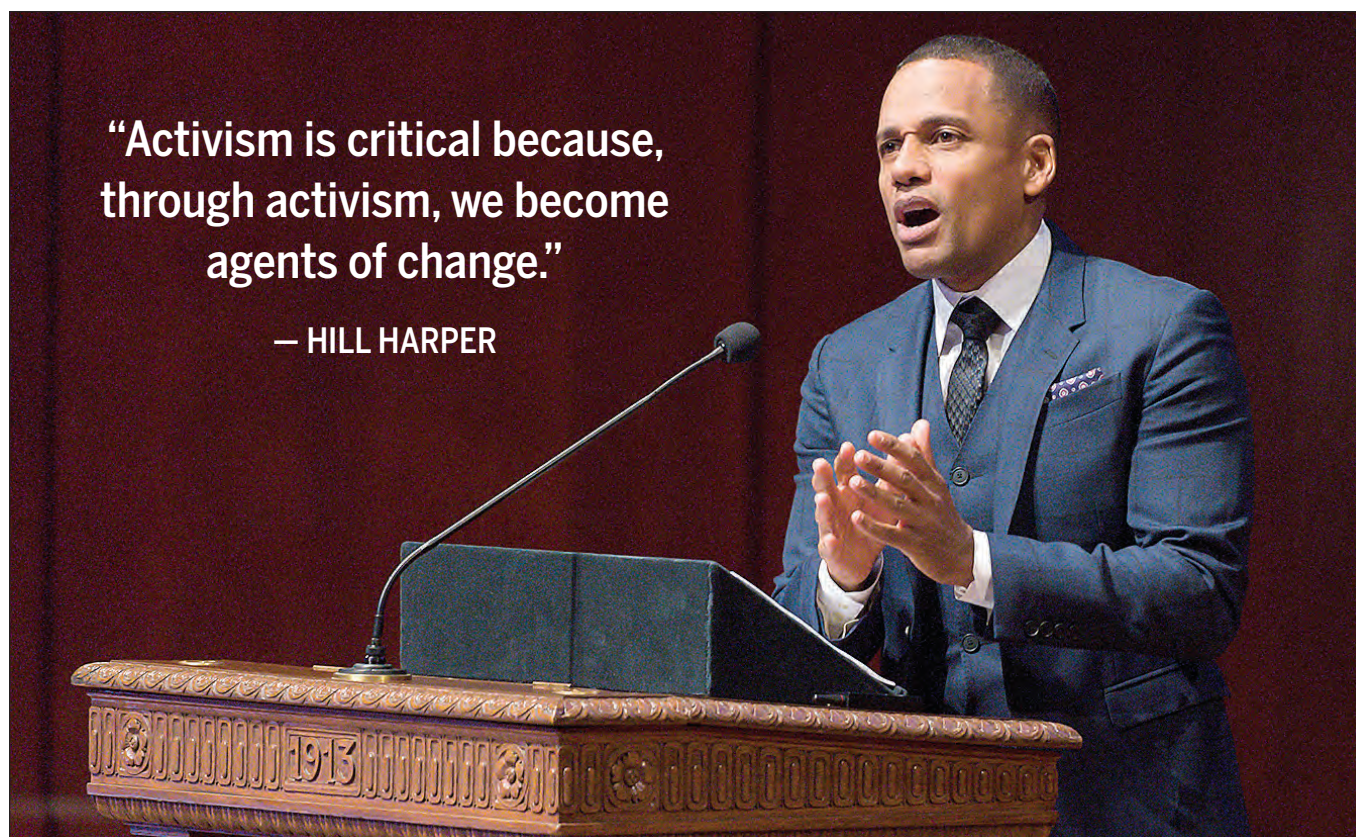 “Activism is critical because,
through activism, we become
agents of change.”
— HILL HARPER
1913